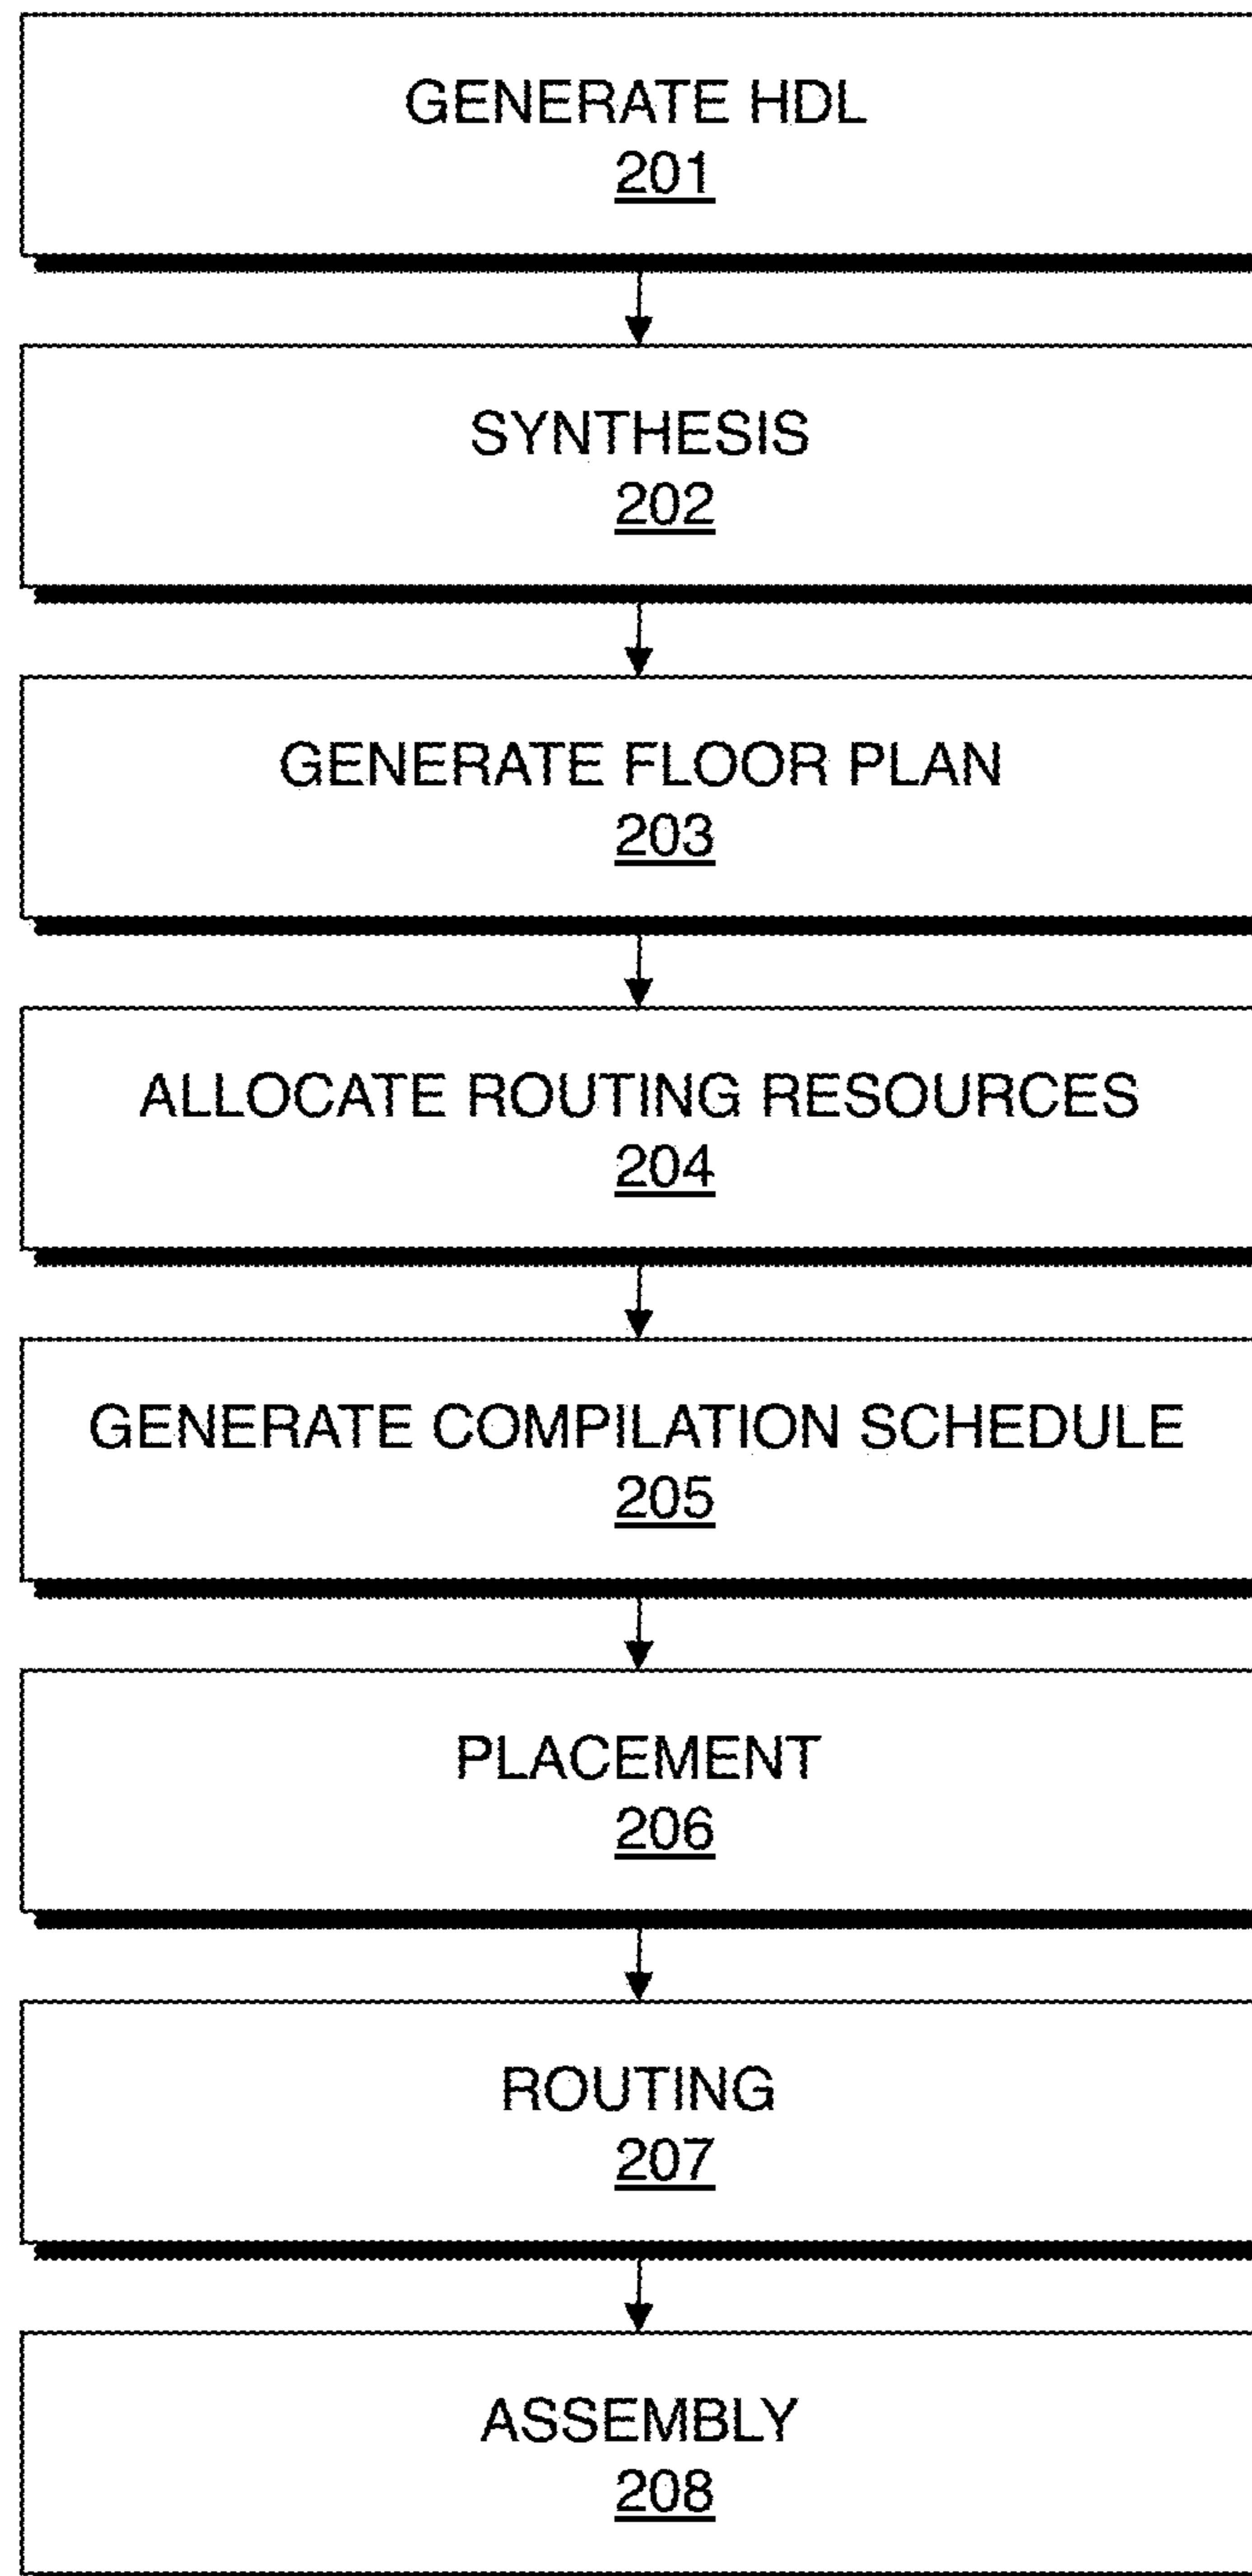 GENERATE HDL
201
SYNTHESIS
202
GENERATE FLOOR PLAN
203
ALLOCATE ROUTING RESOURCES
204
GENERATE COMPILATION SCHEDULE
205
PLACEMENT
206
ROUTING
207
ASSEMBLY
208